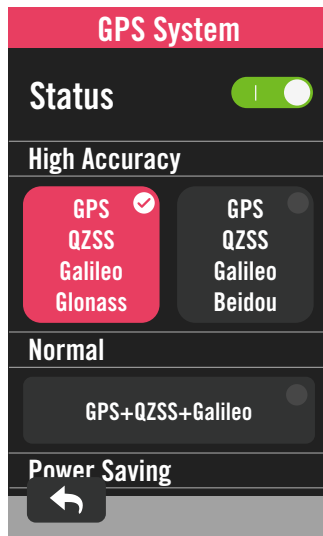 GPS System
Status
High Accuracy
GPS
QZSS
Galileo
Glonass
GPS
QZSS
Galileo
Beidou
Normal
GPS+QZSS+Galileo
Power Saving